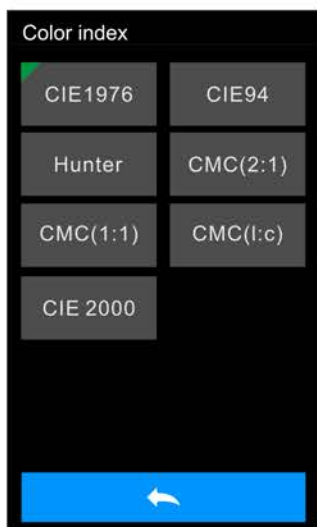 Color index
CIE1976 CIE94
Hunter CMC(2:1)
CMC(1:1) CMC(l:c)
CIE 2000